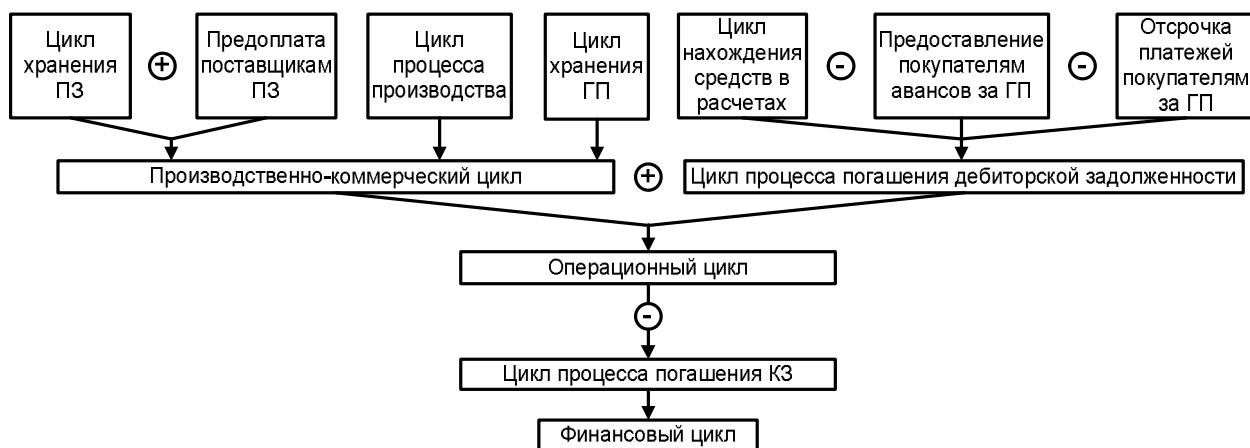 Цикл
хранения
ПЗ
+
Предоплата
поставщикам
ПЗ
Цикл
процесса
производства
Цикл
хранения
ГП
Цикл
нахождения
средств в
расчетах
-
Предоставление
покупателям
авансов за ГП
-
Отсрочка
платежей
покупателям
за ГП
Производственно-коммерческий цикл
+
Цикл процесса погашения дебиторской задолженности
Операционный цикл
-
Цикл процесса погашения КЗ
Финансовый цикл